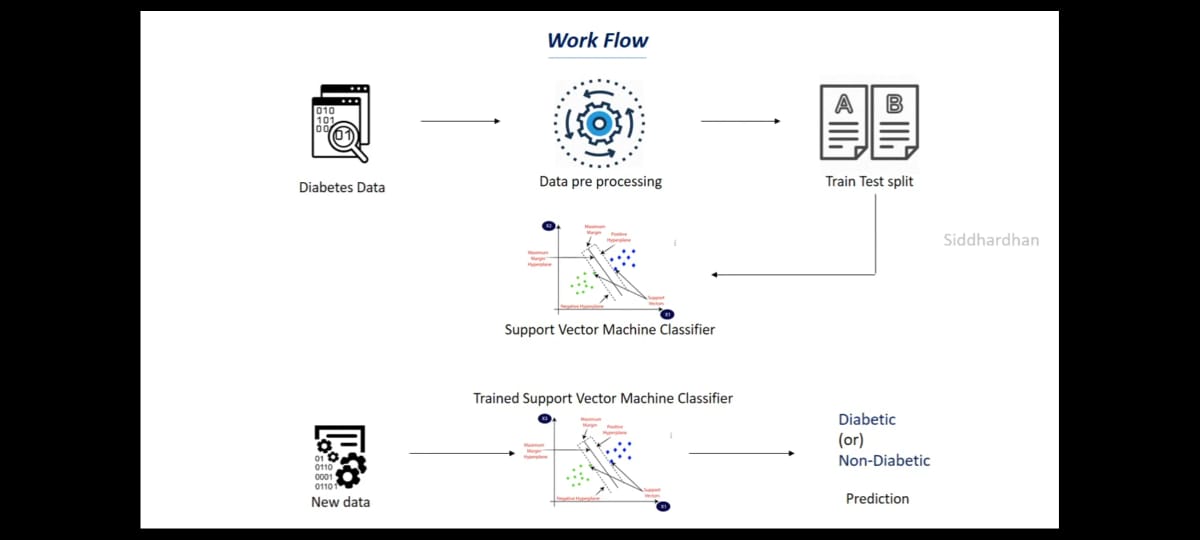 Work Flow
010
101
00
01
A
B
Diabetes Data
Data pre processing
Train Test split
Siddhardhan
X2
Maximum
Margin
Positive
Hyperplane
Maximum
Margin
Hyperplane
Support
Vectors
Negative Hyperplane
X1
Support Vector Machine Classifier
Trained Support Vector Machine Classifier
X2
Maximum
Margin
Positive
Hyperplane
Maximum
Margin
Hyperplane
Support
Vectors
Negative Hyperplane
X1
01
0110
0001
01101
New data
Diabetic
(or)
Non-Diabetic
Prediction